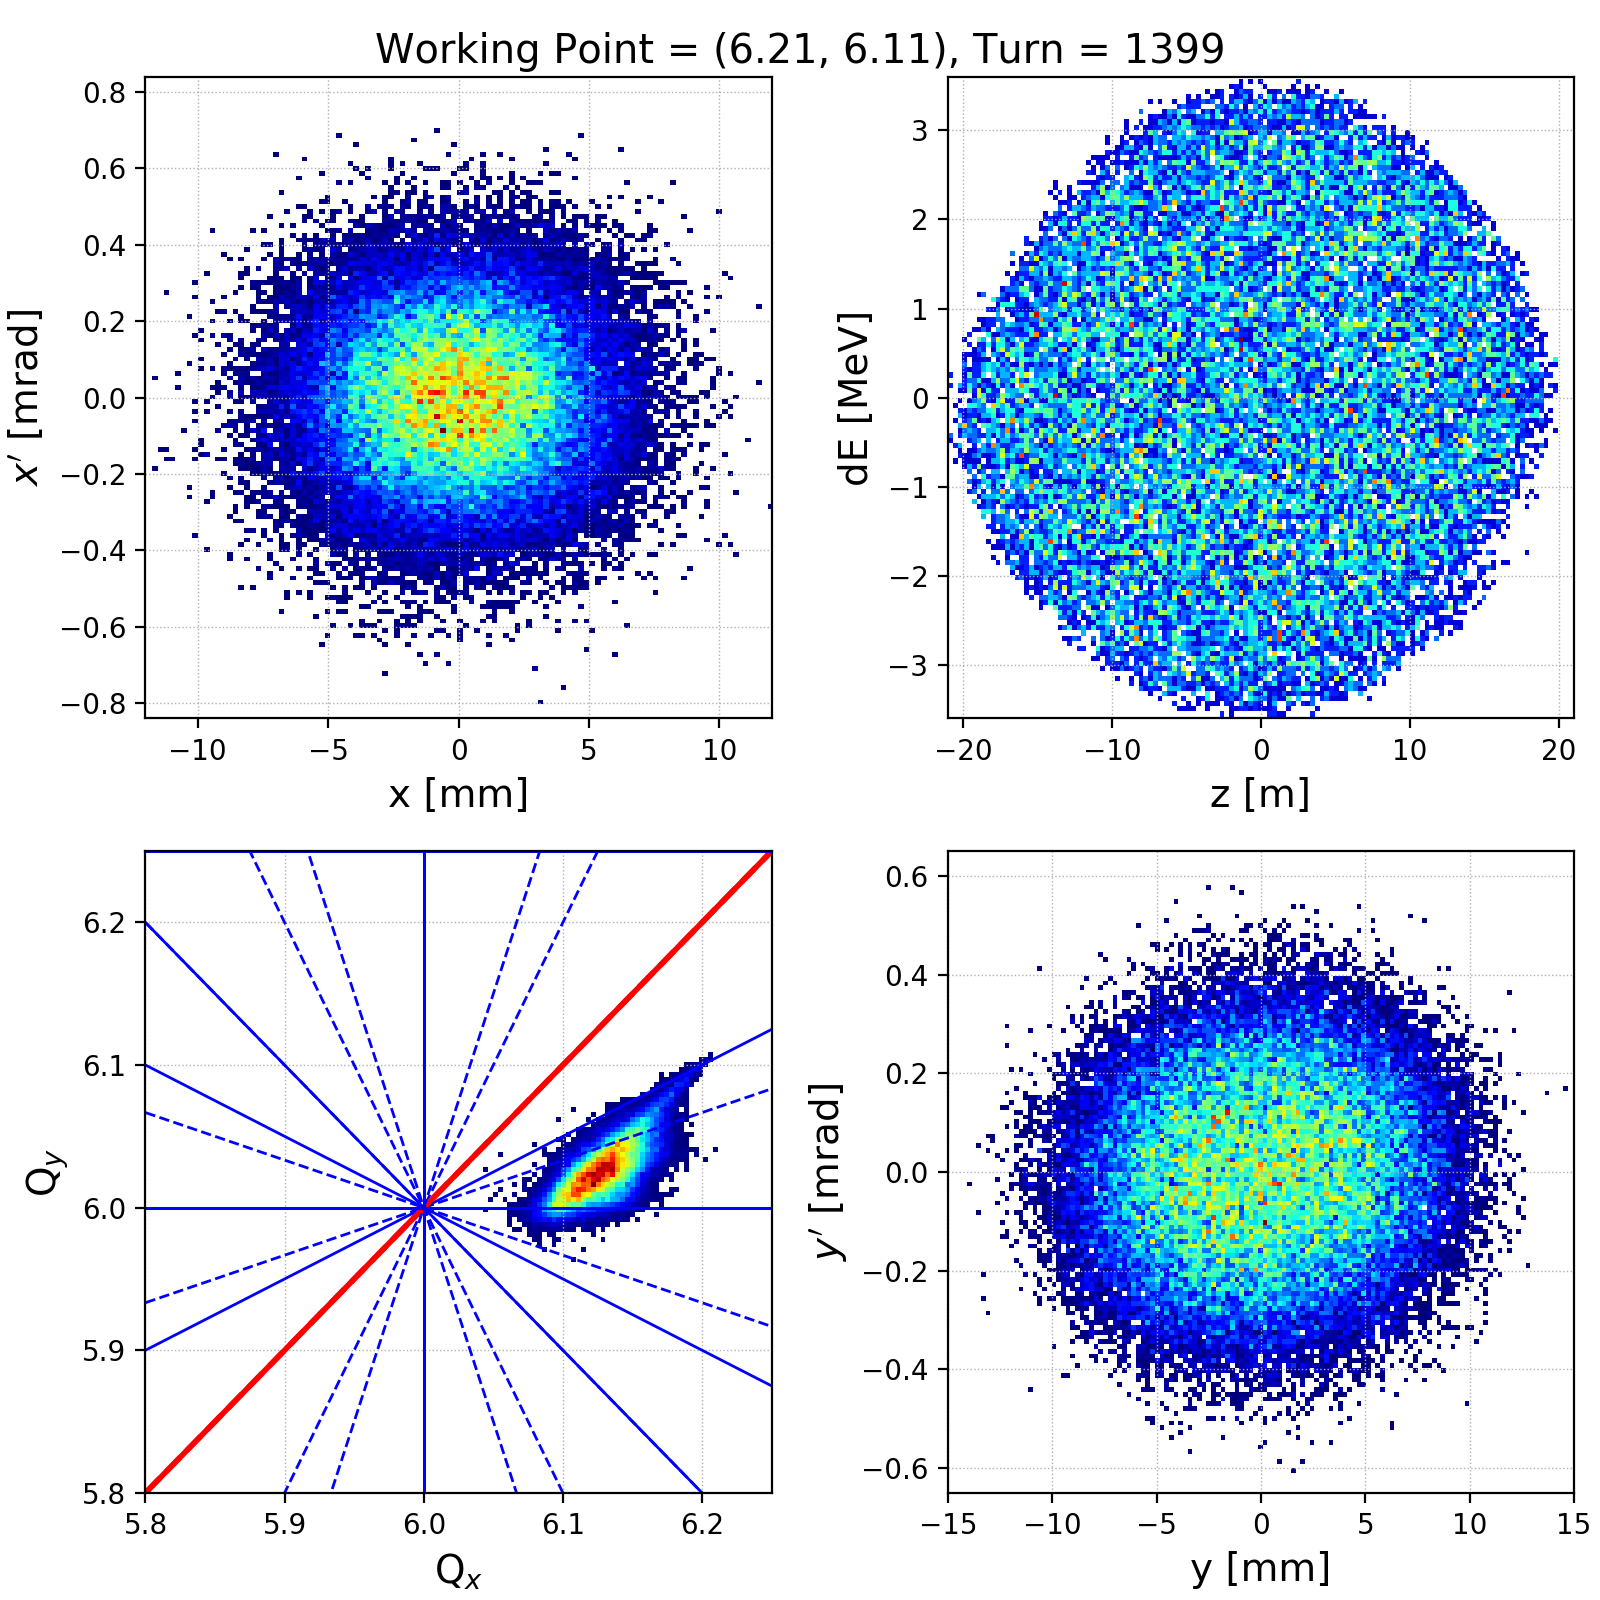 Working Point = (6.21, 6.11), Turn = 1399
0.8
0.6
0.4
0.2
0.0
−0.2
−0.4
−0.6
−0.8
x′ [mrad]
−10 −5 0 5 10
x [mm]
3
2
1
0
−1
−2
−3
dE [MeV]
−20 −10 0 10 20
z [m]
6.2
6.1
6.0
5.9
5.8
Qy
5.8 5.9 6.0 6.1 6.2
Qx
0.6
0.4
0.2
0.0
−0.2
−0.4
−0.6
y′ [mrad]
−15 −10 −5 0 5 10 15
y [mm]